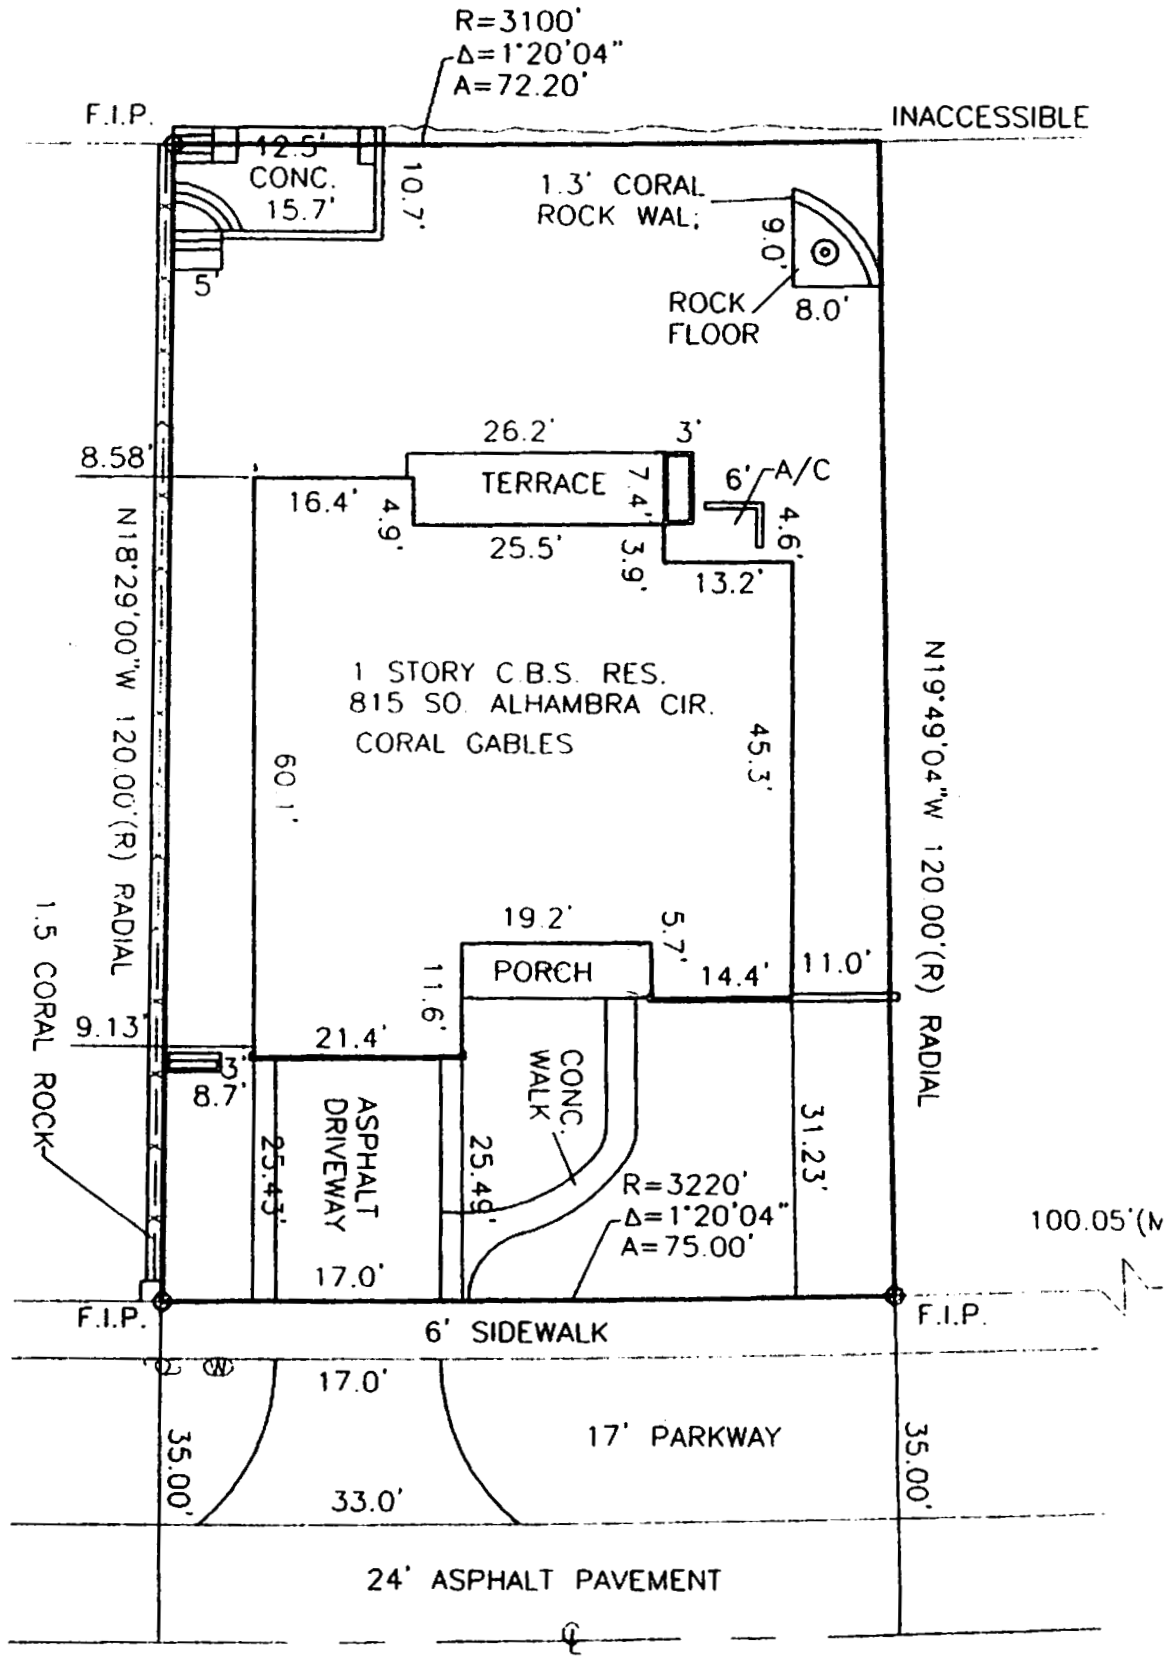 R=3100'
Δ=1°20'04"
A=72.20'
F.I.P.
INACCESSIBLE
12.5'
CONC.
15.7'
10.7'
5'
1.3' CORAL
ROCK WAL;
9.0'
ROCK
FLOOR
8.0'
26.2'
3'
8.58'
16.4'
4.9'
TERRACE
7.4'
6'
A/C
4.6'
25.5'
3.9'
13.2'
N18°29'00"W 120.00'(R) RADIAL
1 STORY C.B.S. RES.
815 SO. ALHAMBRA CIR.
CORAL GABLES
N19°49'04"W 120.00'(R) RADIAL
60.1'
45.3'
1.5 CORAL ROCK
19.2'
5.7'
PORCH
14.4'
11.0'
11.6'
9.13'
21.4'
3'
8.7'
CONC.
WALK
ASPHALT
DRIVEWAY
25.43'
25.49'
31.23'
R=3220'
Δ=1°20'04"
A=75.00'
100.05'(M
17.0'
F.I.P.
F.I.P.
6' SIDEWALK
17.0'
17' PARKWAY
35.00'
35.00'
33.0'
24' ASPHALT PAVEMENT